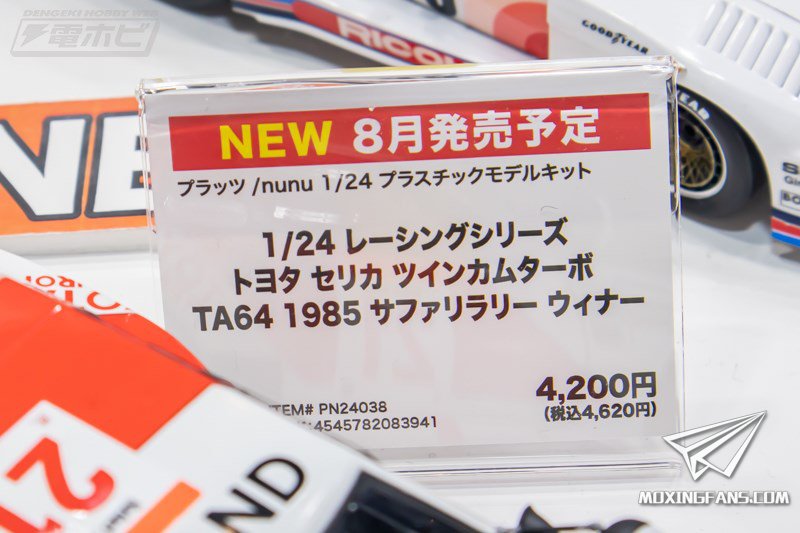 DENGEKI HOBBY WEB
電ホビ
RICOH
GOODYEAR
NEW 8月発売予定
プラッツ /nunu 1/24 プラスチックモデルキット
1/24 レーシングシリーズ
トヨタ セリカ ツインカムターボ
TA64 1985 サファリラリー ウィナー
4,200円
(税込4,620円)
ITEM# PN24038
4545782083941
21
ND
MOXINGFANS.COM